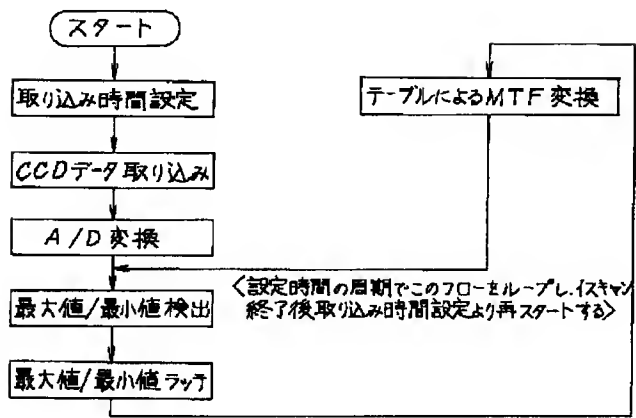 スタート
取り込み時間設定
CCDデータ取り込み
A/D変換
最大値/最小値検出
最大値/最小値ラッチ
テーブルによるMTF変換
<設定時間の周期でこのフローをループし、1スキャン
終了後取り込み時間設定より再スタートする>